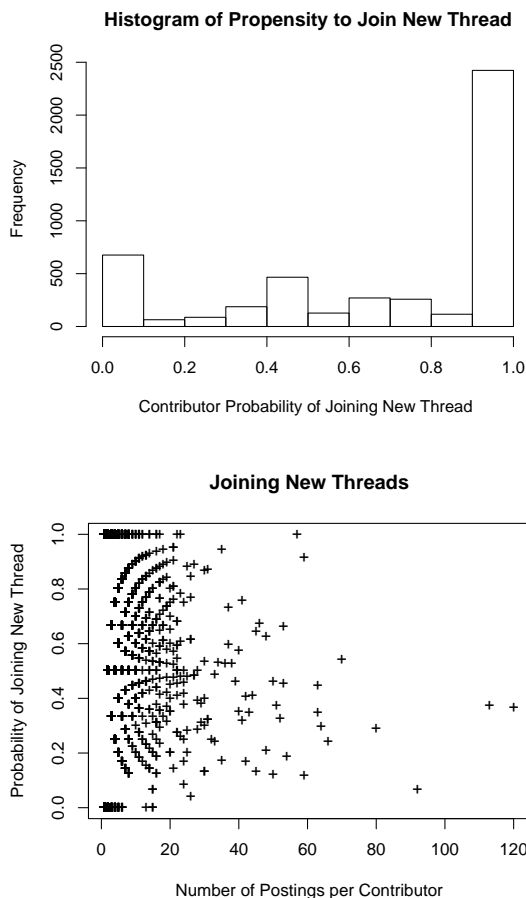 Histogram of Propensity to Join New Thread
Frequency
2500
2000
1500
1000
500
0
0.0 0.2 0.4 0.6 0.8 1.0
Contributor Probability of Joining New Thread
Joining New Threads
Probability of Joining New Thread
1.0
0.8
0.6
0.4
0.2
0.0
0 20 40 60 80 100 120
Number of Postings per Contributor